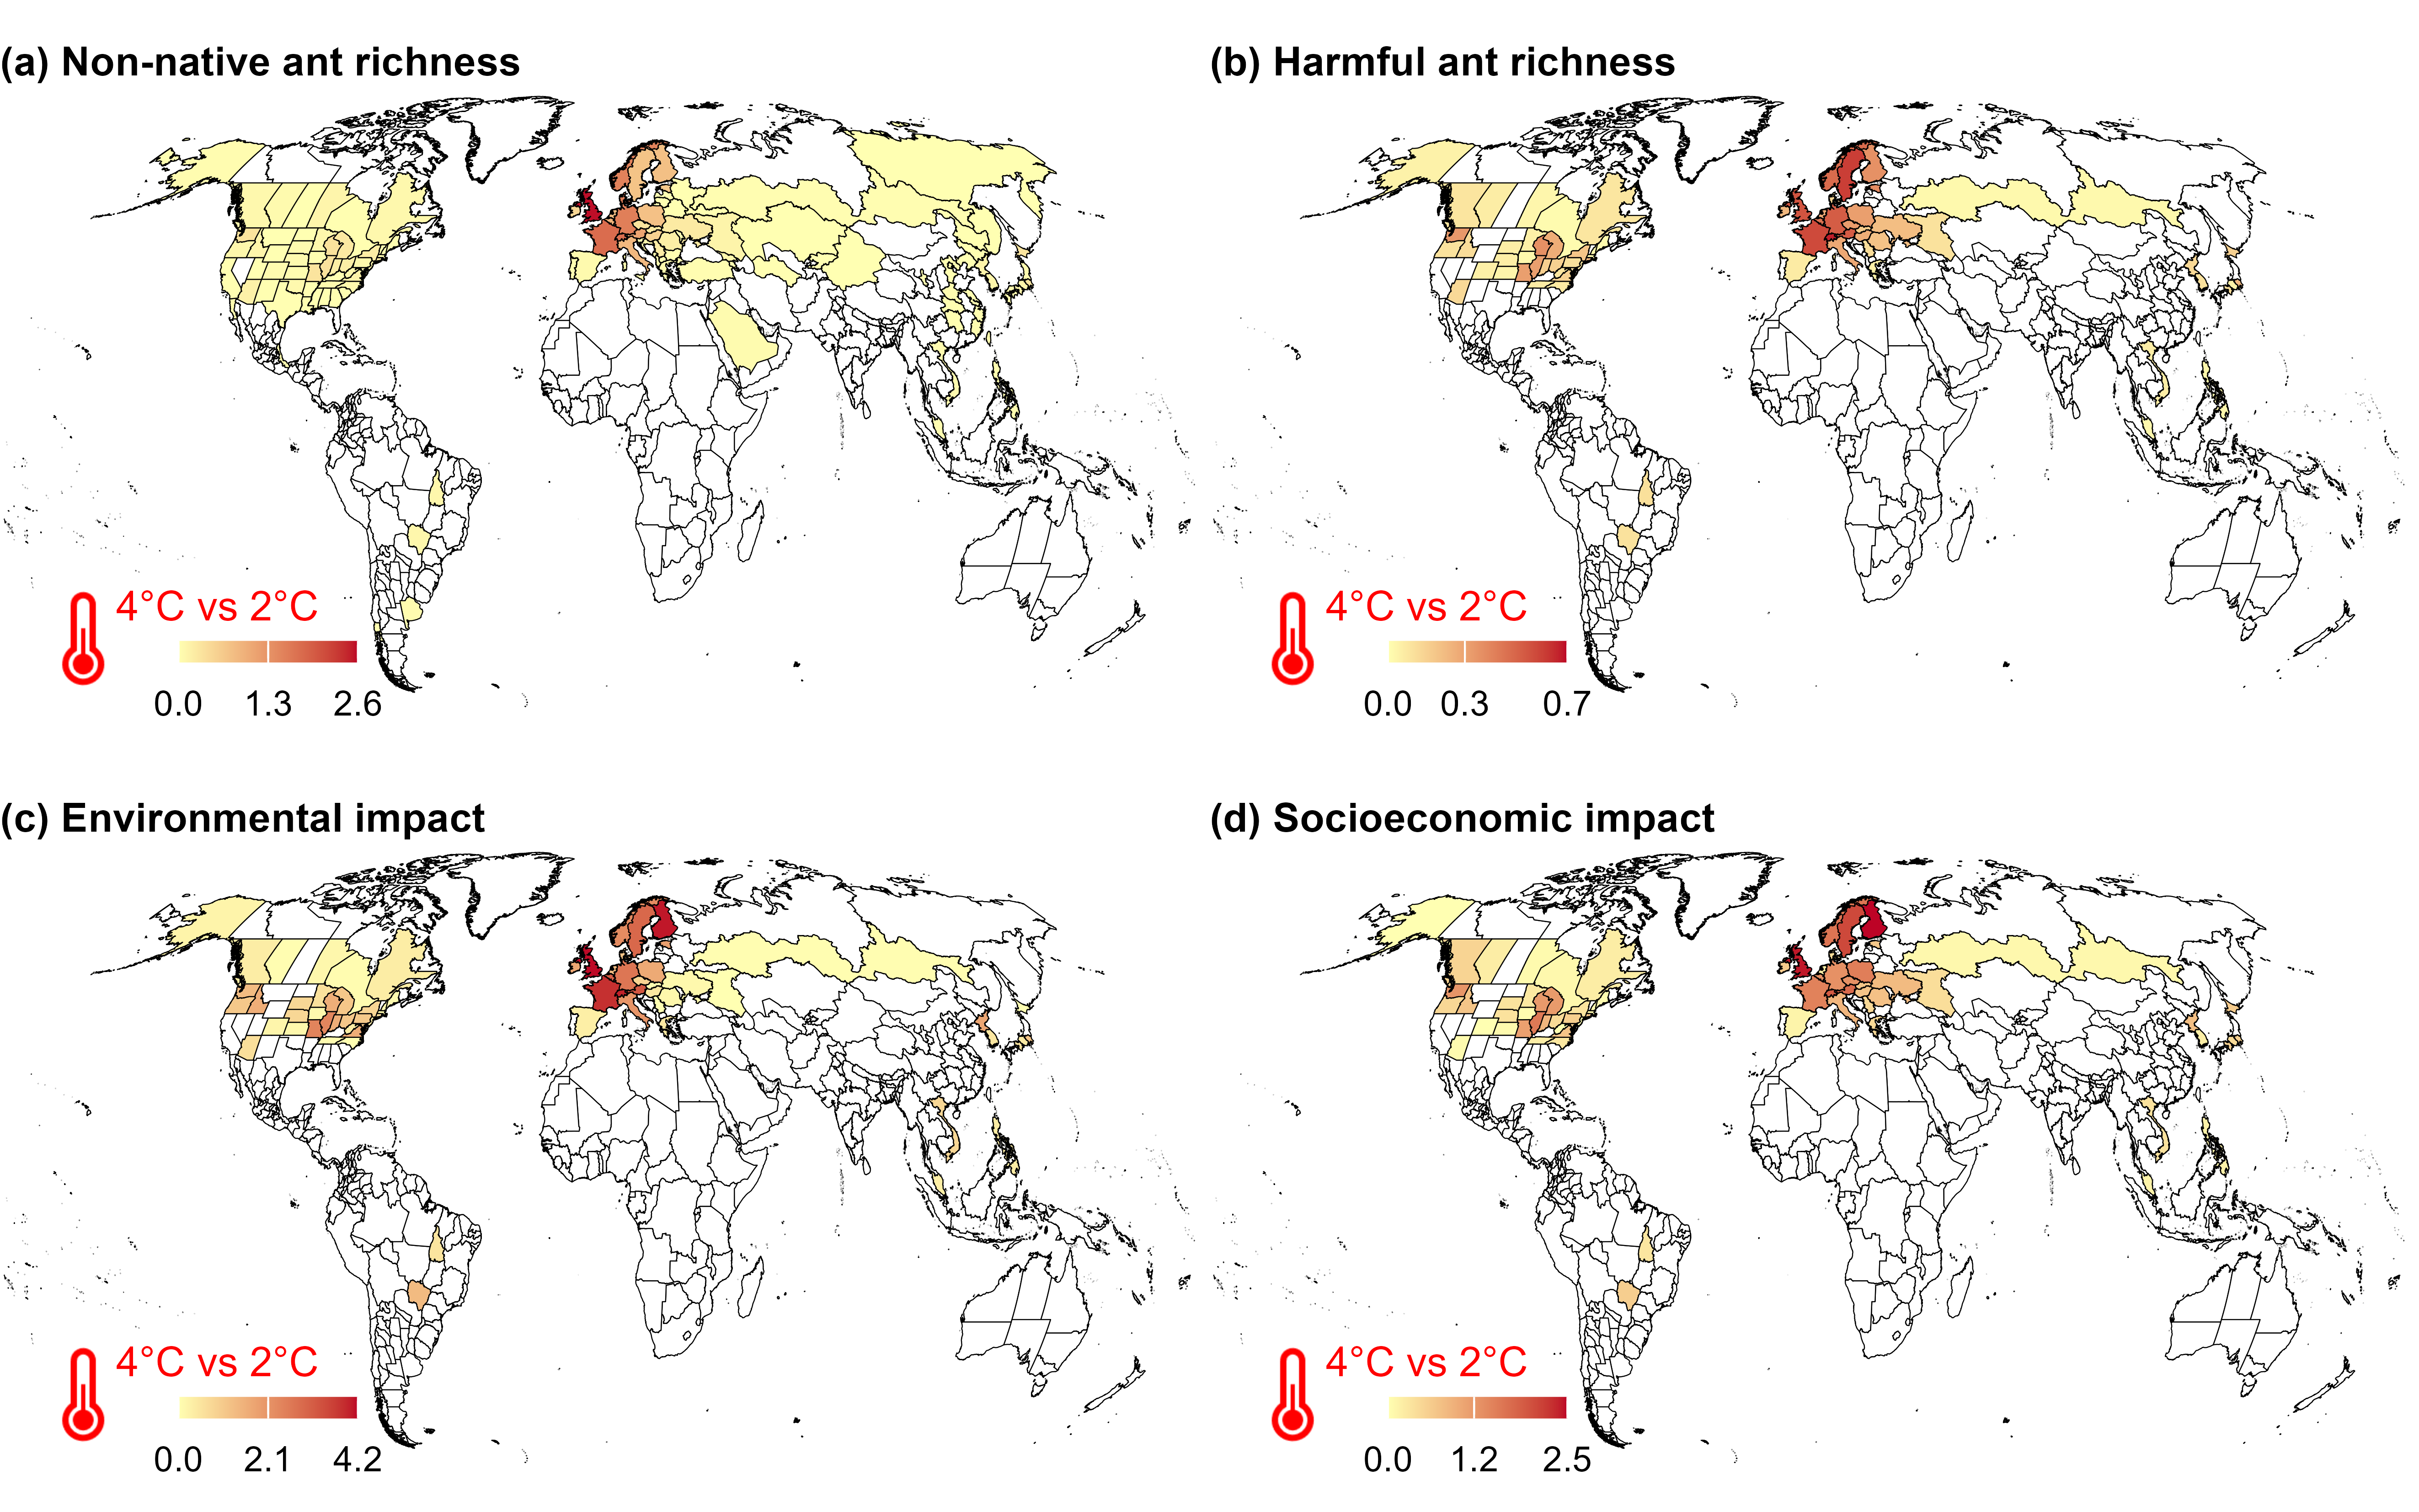 (a) Non-native ant richness
(b) Harmful ant richness
4°C vs 2°C
0.0 1.3 2.6
4°C vs 2°C
0.0 0.3 0.7
(c) Environmental impact
(d) Socioeconomic impact
4°C vs 2°C
0.0 2.1 4.2
4°C vs 2°C
0.0 1.2 2.5